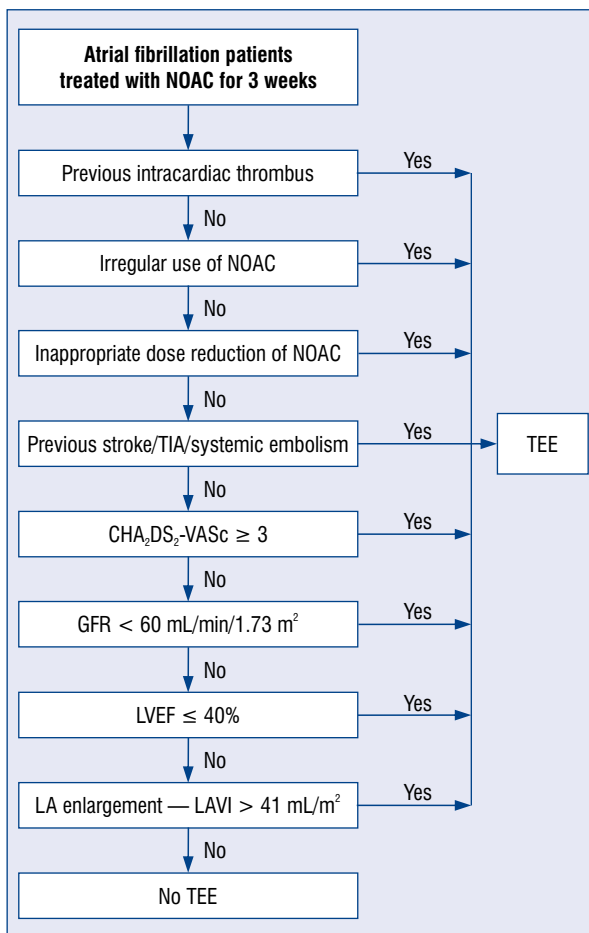 Atrial fibrillation patients
treated with NOAC for 3 weeks
Previous intracardiac thrombus
Yes
No
Irregular use of NOAC
Yes
No
Inappropriate dose reduction of NOAC
Yes
No
Previous stroke/TIA/systemic embolism
Yes
TEE
No
CHA₂DS₂-VASc ≥ 3
Yes
No
GFR < 60 mL/min/1.73 m²
Yes
No
LVEF ≤ 40%
Yes
No
LA enlargement — LAVI > 41 mL/m²
Yes
No
No TEE